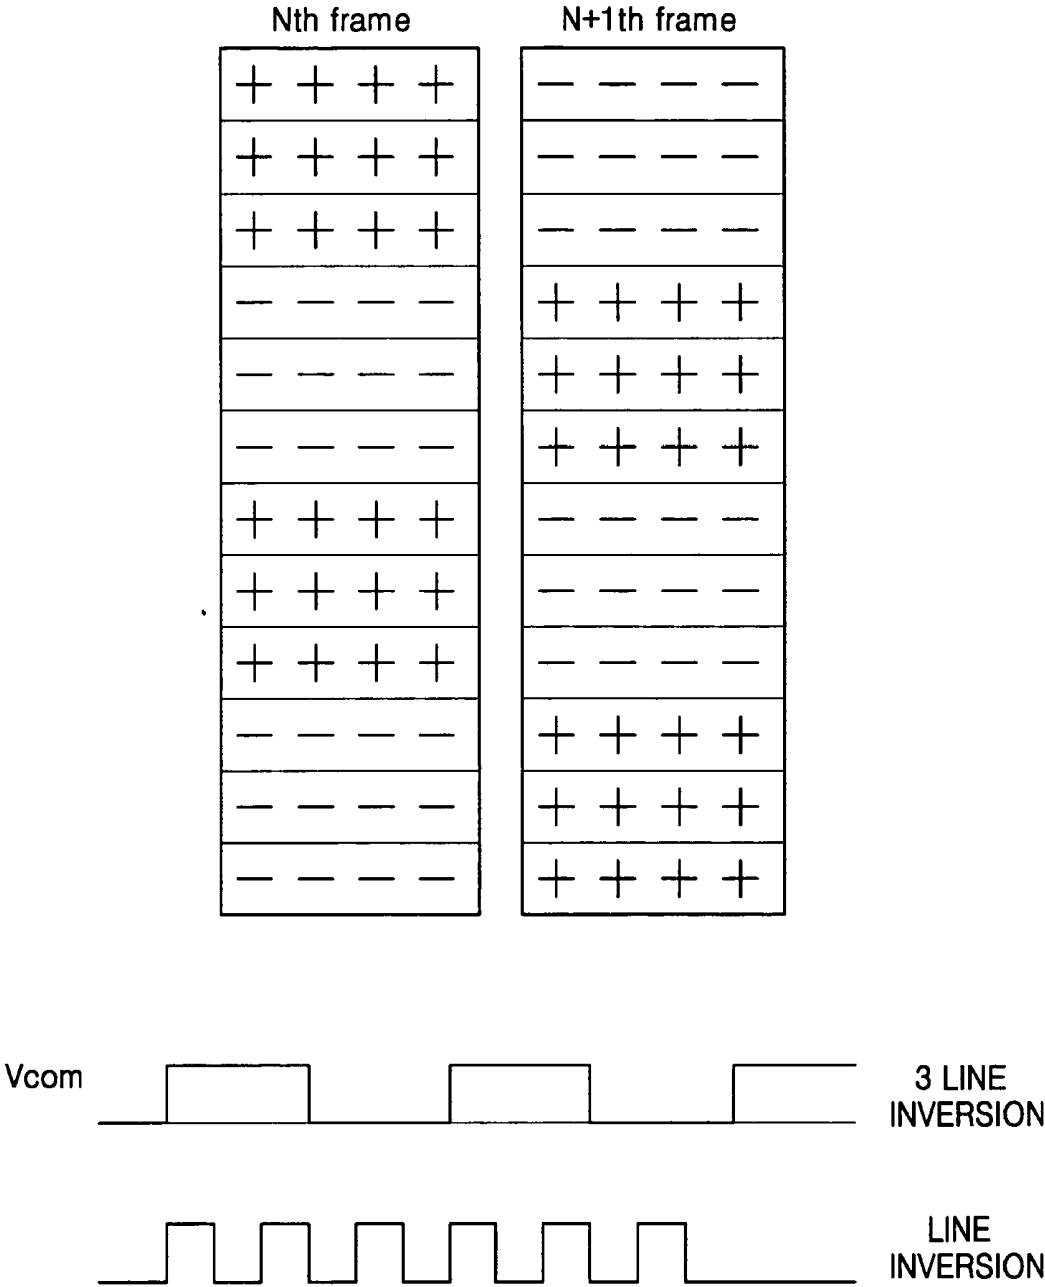 Nth frame
N+1th frame
+ + + +
− − − −
+ + + +
− − − −
+ + + +
− − − −
− − − −
+ + + +
− − − −
+ + + +
− − − −
+ + + +
+ + + +
− − − −
+ + + +
− − − −
+ + + +
− − − −
− − − −
+ + + +
− − − −
+ + + +
− − − −
+ + + +
Vcom
3 LINE
INVERSION
LINE
INVERSION